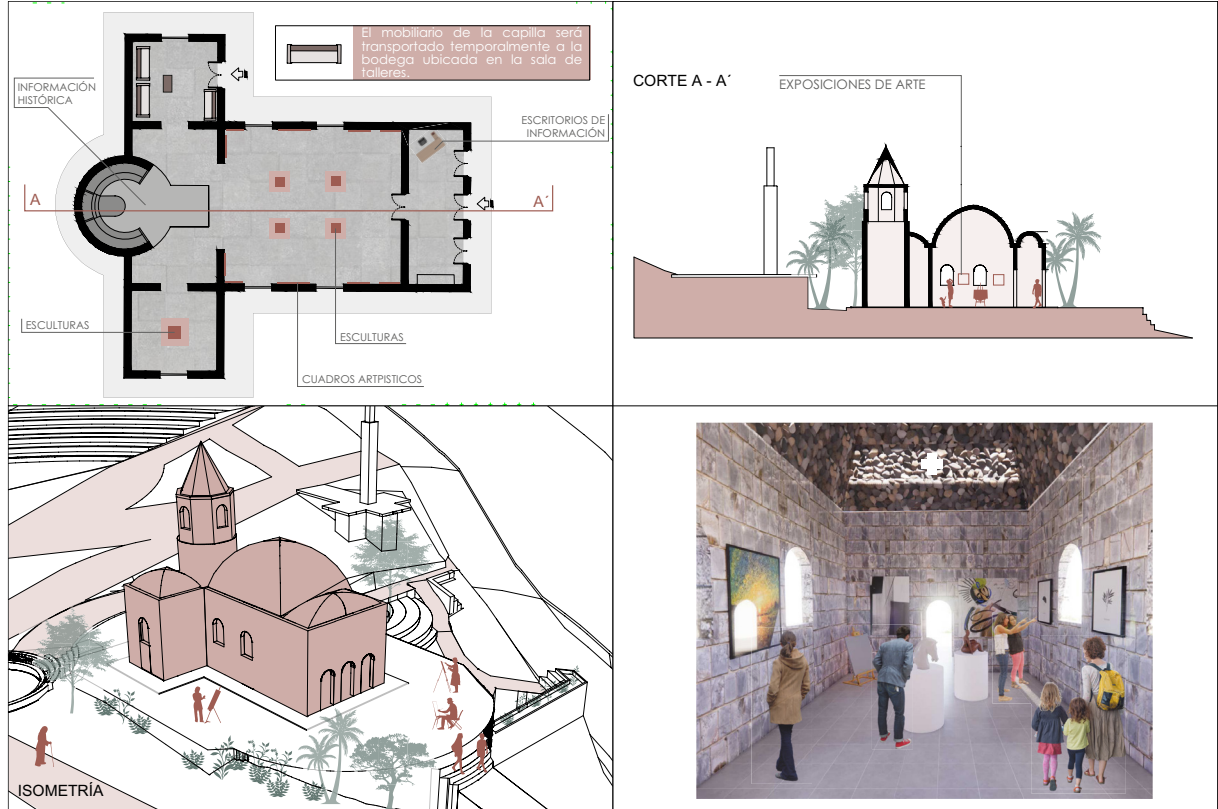 El mobiliario de la capilla será
transportado temporalmente a la
bodega ubicada en la sala de
talleres.
INFORMACIÓN
HISTÓRICA
ESCRITORIOS DE
INFORMACIÓN
A
A´
ESCULTURAS
ESCULTURAS
CUADROS ARTPISTICOS
CORTE A - A´
EXPOSICIONES DE ARTE
ISOMETRÍA